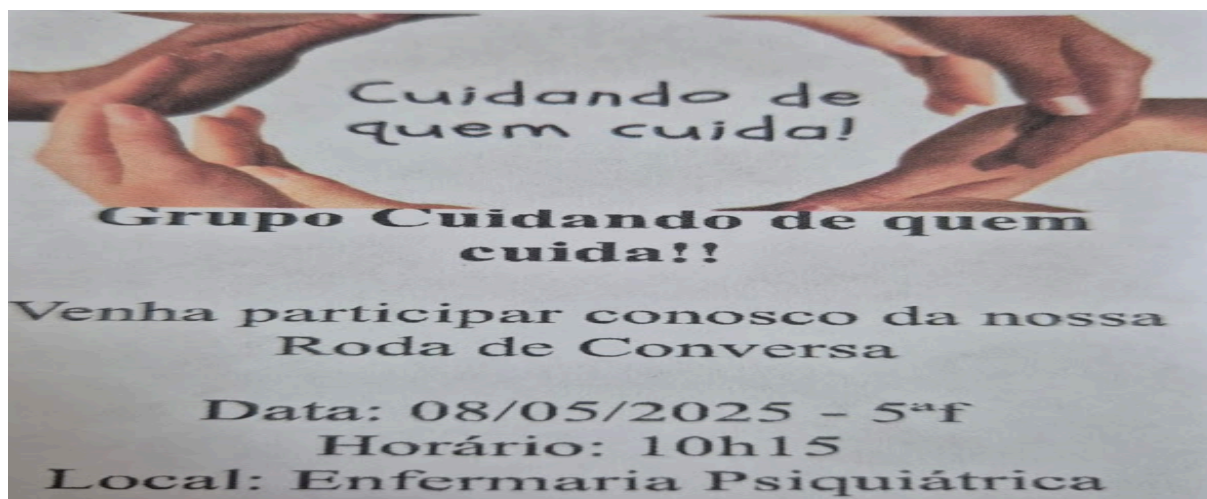 Cuidando de
quem cuida!
Grupo Cuidando de quem
cuida!!
Venha participar conosco da nossa
Roda de Conversa
Data: 08/05/2025 - 5ªf
Horário: 10h15
Local: Enfermaria Psiquiátrica